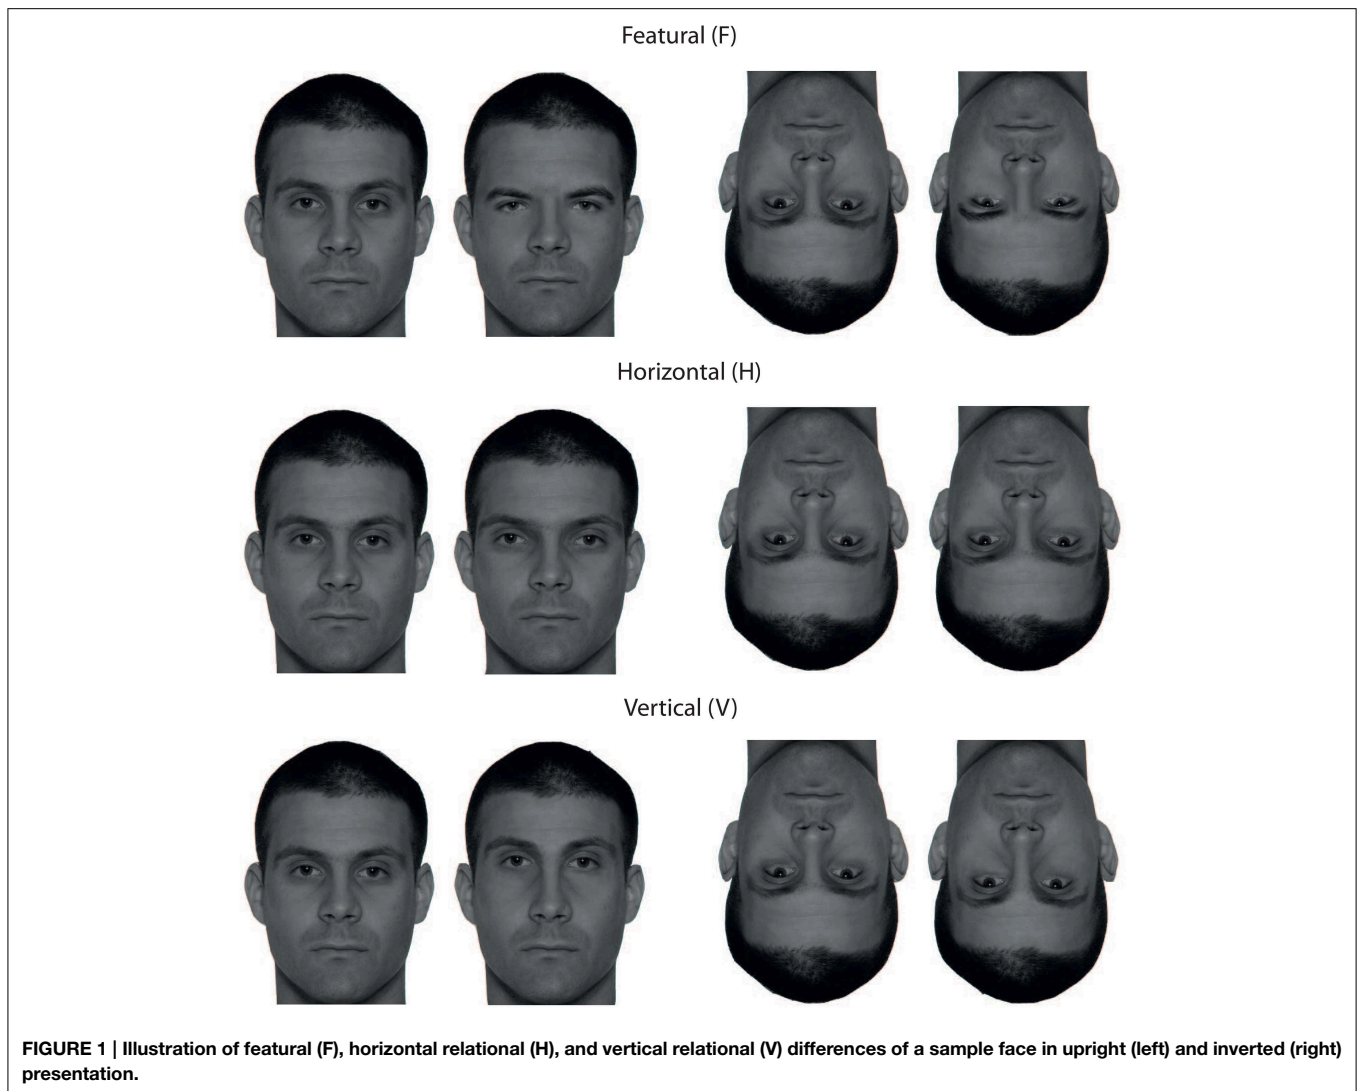 Featural (F)
Horizontal (H)
Vertical (V)
FIGURE 1 | Illustration of featural (F), horizontal relational (H), and vertical relational (V) differences of a sample face in upright (left) and inverted (right)
presentation.